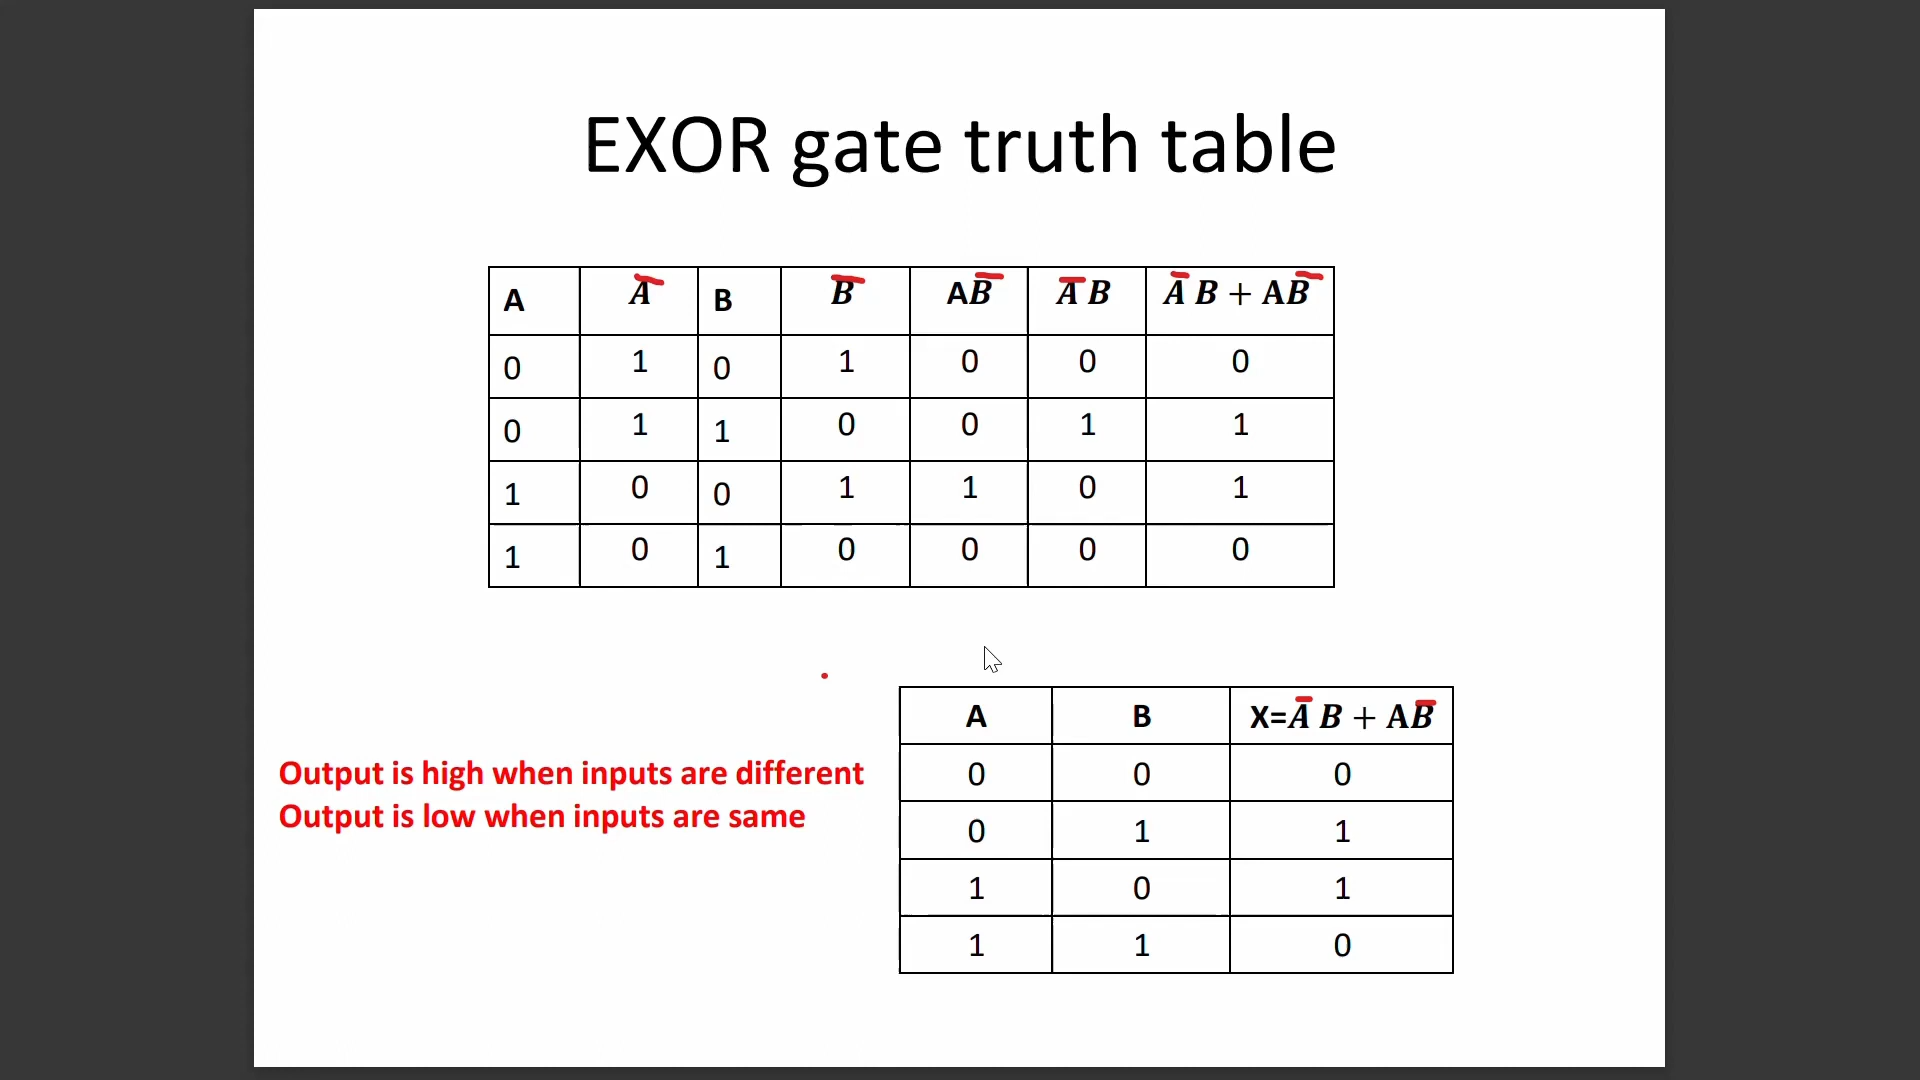 EXOR gate truth table
A A̅ B B̅ AB̅ A̅ B A̅ B + AB̅
0 1 0 1 0 0 0
0 1 1 0 0 1 1
1 0 0 1 1 0 1
1 0 1 0 0 0 0
Output is high when inputs are different
Output is low when inputs are same
A B X=A̅ B + AB̅
0 0 0
0 1 1
1 0 1
1 1 0